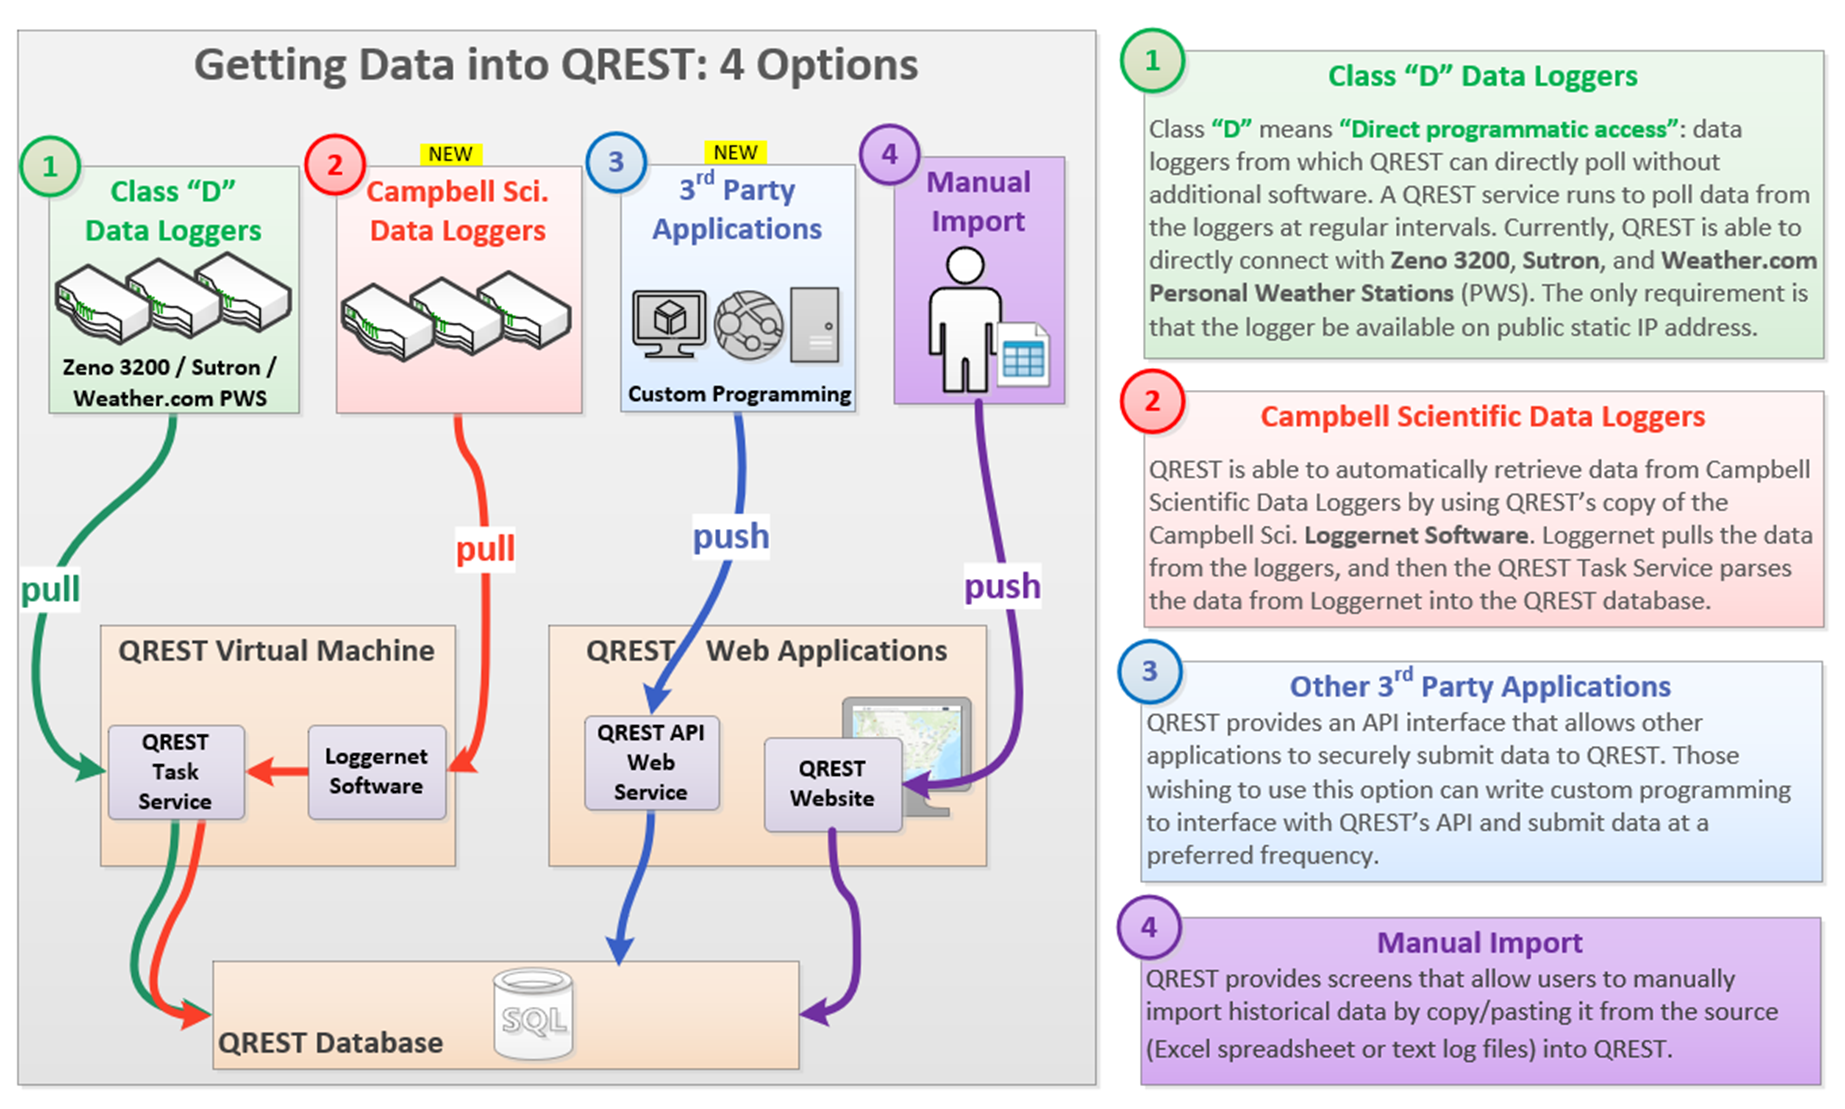 Getting Data into QREST: 4 Options
1
Class “D”
Data Loggers
Zeno 3200 / Sutron /
Weather.com PWS
2
NEW
Campbell Sci.
Data Loggers
3
NEW
3rd Party
Applications
Custom Programming
4
Manual
Import
pull
pull
push
push
QREST Virtual Machine
QREST
Task
Service
Loggernet
Software
QREST Web Applications
QREST API
Web
Service
QREST
Website
QREST Database
SQL
1
Class “D” Data Loggers
Class “D” means “Direct programmatic access”: data
loggers from which QREST can directly poll without
additional software. A QREST service runs to poll data from
the loggers at regular intervals. Currently, QREST is able to
directly connect with Zeno 3200, Sutron, and Weather.com
Personal Weather Stations (PWS). The only requirement is
that the logger be available on public static IP address.
2
Campbell Scientific Data Loggers
QREST is able to automatically retrieve data from Campbell
Scientific Data Loggers by using QREST’s copy of the
Campbell Sci. Loggernet Software. Loggernet pulls the data
from the loggers, and then the QREST Task Service parses
the data from Loggernet into the QREST database.
3
Other 3rd Party Applications
QREST provides an API interface that allows other
applications to securely submit data to QREST. Those
wishing to use this option can write custom programming
to interface with QREST’s API and submit data at a
preferred frequency.
4
Manual Import
QREST provides screens that allow users to manually
import historical data by copy/pasting it from the source
(Excel spreadsheet or text log files) into QREST.